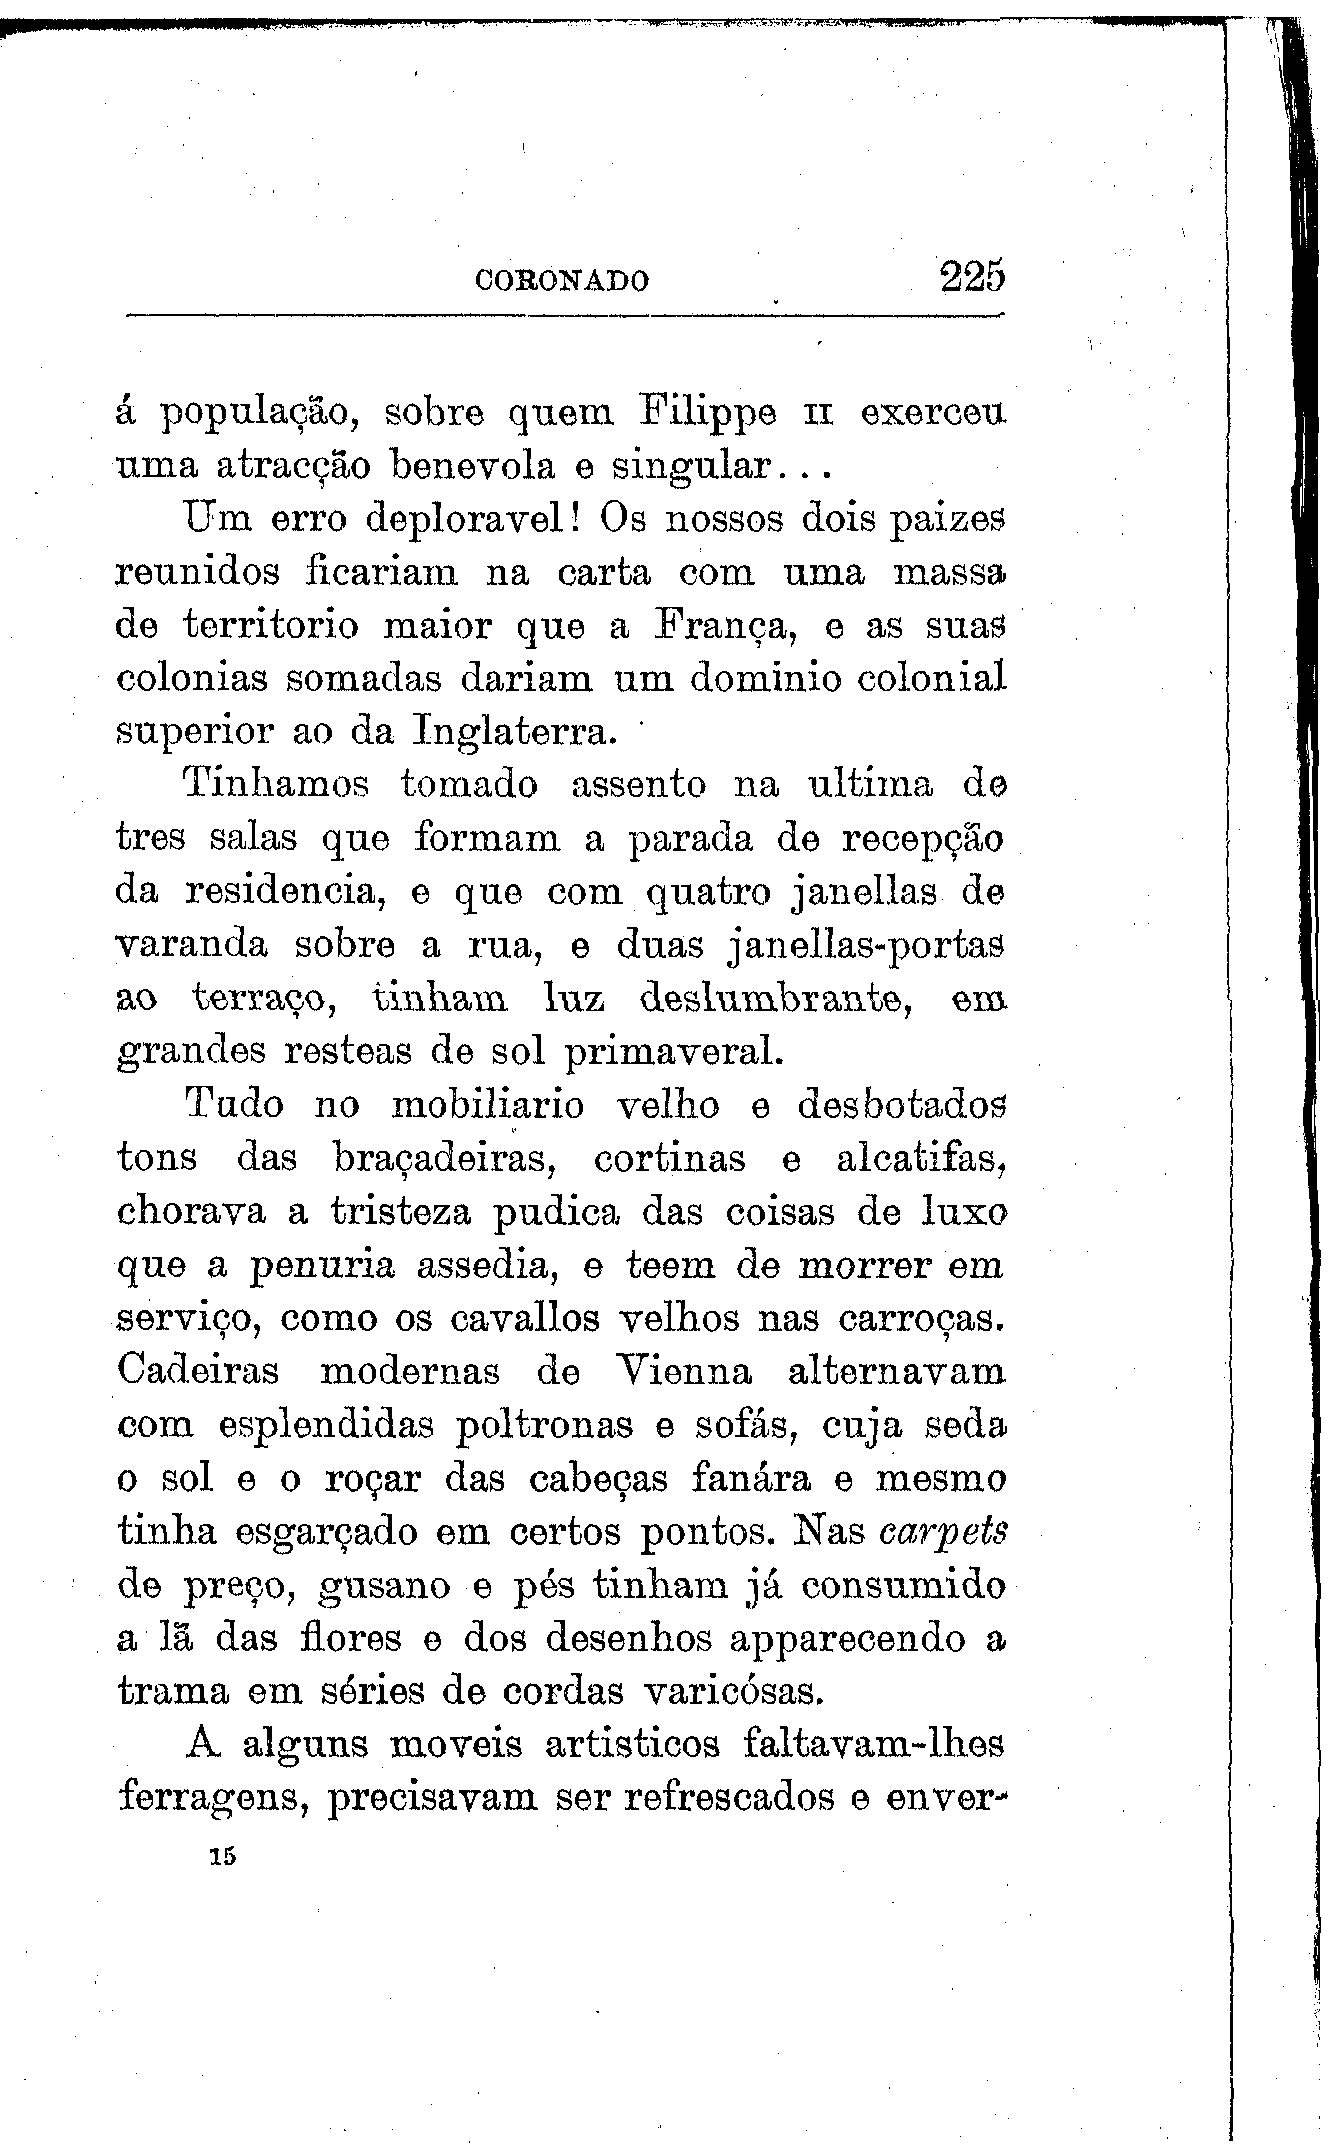 CORONADO 225
á população, sobre quem Filippe II exerceu
uma atracção benevola e singular...
Um erro deploravel! Os nossos dois paizes
reunidos ficariam na carta com uma massa
de territorio maior que a França, e as suas
colonias somadas dariam um dominio colonial
superior ao da Inglaterra.
Tinhamos tomado assento na ultima de
tres salas que formam a parada de recepção
da residencia, e que com quatro janellas de
varanda sobre a rua, e duas janellas-portas
ao terraço, tinham luz deslumbrante, em
grandes resteas de sol primaveral.
Tudo no mobiliario velho e desbotados
tons das braçadeiras, cortinas e alcatifas,
chorava a tristeza pudica das coisas de luxo
que a penuria assedia, e teem de morrer em
serviço, como os cavallos velhos nas carroças.
Cadeiras modernas de Vienna alternavam
com esplendidas poltronas e sofás, cuja seda
o sol e o roçar das cabeças fanára e mesmo
tinha esgarçado em certos pontos. Nas carpets
de preço, gusano e pés tinham já consumido
a lã das flores e dos desenhos apparecendo a
trama em séries de cordas varicósas.
A alguns moveis artisticos faltavam-lhes
ferragens, precisavam ser refrescados e enver-
15